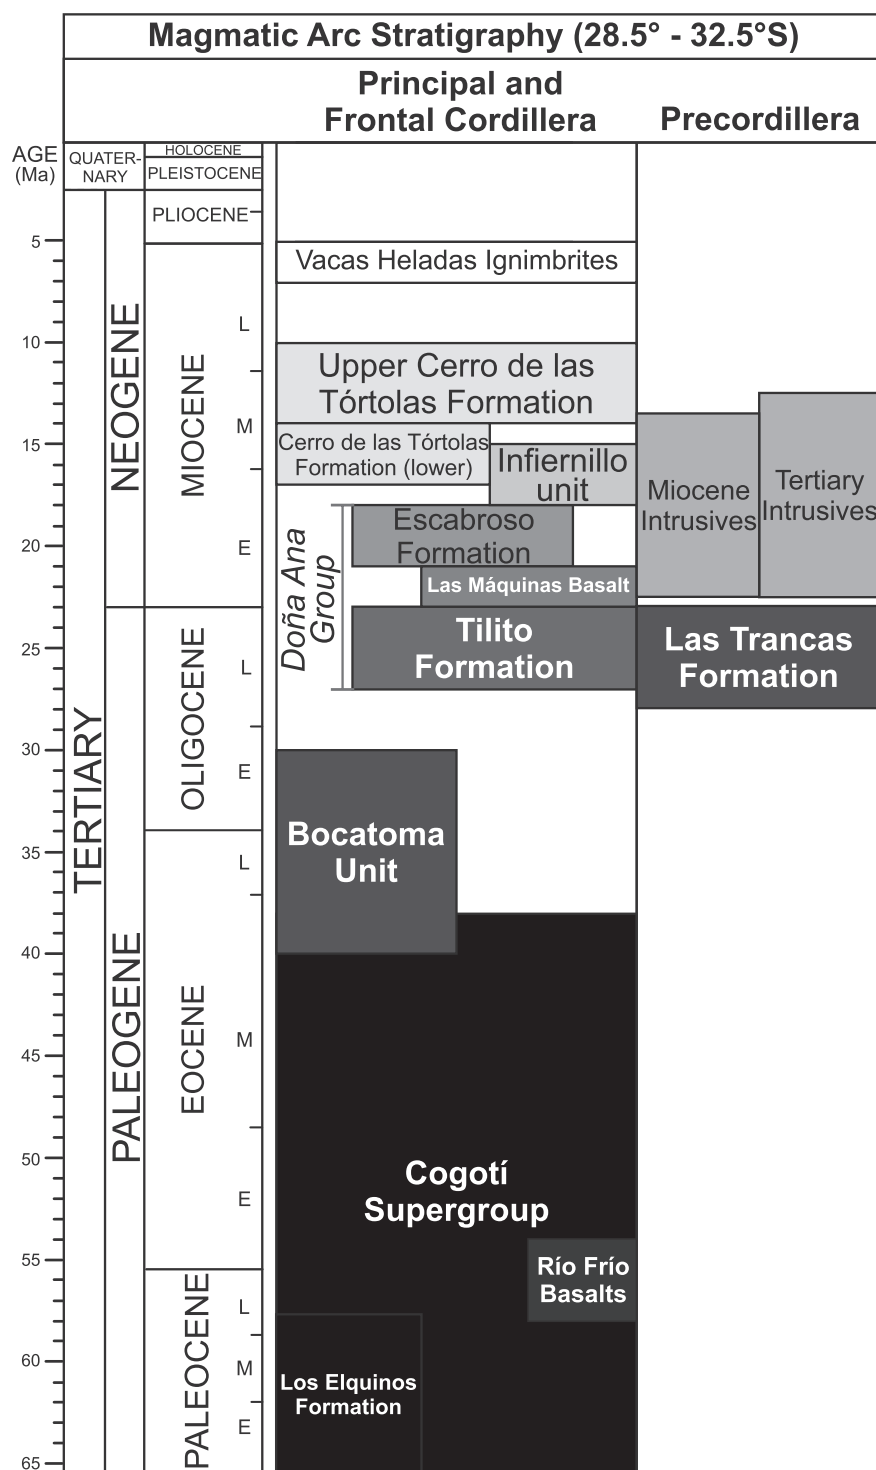 Magmatic Arc Stratigraphy (28.5° - 32.5°S)
Principal and
Frontal Cordillera
Precordillera
AGE
(Ma)
QUATER-
NARY
HOLOCENE
PLEISTOCENE
PLIOCENE
5
Vacas Heladas Ignimbrites
NEOGENE
MIOCENE
L
10
Upper Cerro de las
Tórtolas Formation
M
15
Cerro de las Tórtolas
Formation (lower)
Infiernillo
unit
Miocene
Intrusives
Tertiary
Intrusives
E
20
Escabroso
Formation
Doña Ana
Group
Las Máquinas Basalt
TERTIARY
OLIGOCENE
25
L
Tilito
Formation
Las Trancas
Formation
30
E
Bocatoma
Unit
35
L
PALEOGENE
EOCENE
40
M
45
50
E
Cogotí
Supergroup
55
Río Frío
Basalts
PALEOCENE
L
60
M
Los Elquinos
Formation
E
65